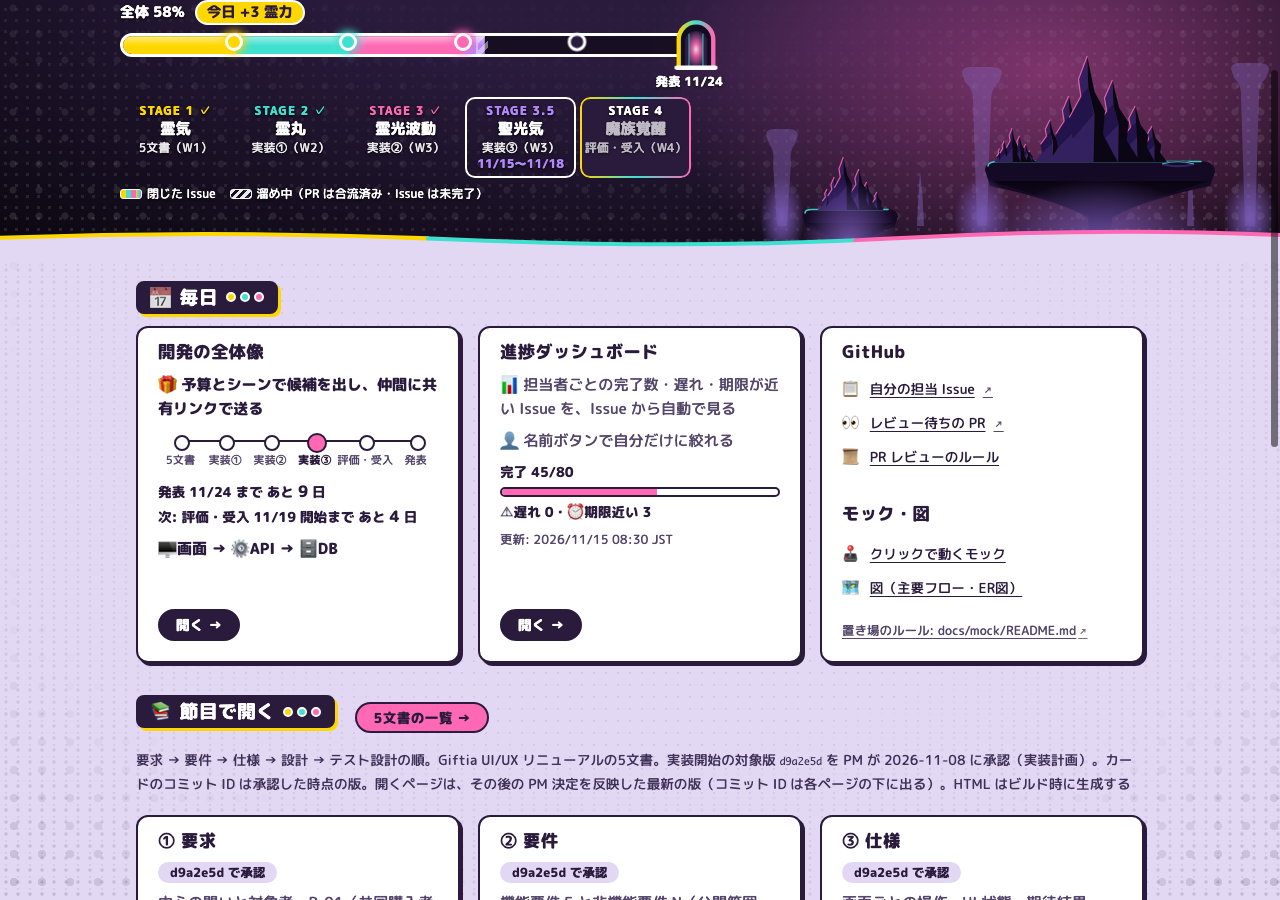 全体 58% 今日 +3 霊力
発表 11/24
STAGE 1 ✓
霊気
5文書（W1）
STAGE 2 ✓
霊丸
実装①（W2）
STAGE 3 ✓
霊光波動
実装②（W3）
STAGE 3.5
聖光気
実装③（W3）
11/15〜11/18
STAGE 4
魔族覚醒
評価・受入（W4）
閉じた Issue 溜め中（PR は合流済み・Issue は未完了）
17 毎日
開発の全体像
予算とシーンで候補を出し、仲間に共
有リンクで送る
5文書 実装① 実装② 実装③ 評価・受入 発表
発表 11/24 まで あと 9 日
次: 評価・受入 11/19 開始まで あと 4 日
画面 → API → DB
開く →
進捗ダッシュボード
担当者ごとの完了数・遅れ・期限が近
い Issue を、Issue から自動で見る
名前ボタンで自分だけに絞れる
完了 45/80
⚠遅れ 0・⏰期限近い 3
更新: 2026/11/15 08:30 JST
開く →
GitHub
自分の担当 Issue ↗
レビュー待ちの PR ↗
PR レビューのルール
モック・図
クリックで動くモック
図（主要フロー・ER図）
置き場のルール: docs/mock/README.md ↗
節目で開く
5文書の一覧 →
要求 → 要件 → 仕様 → 設計 → テスト設計の順。Giftia UI/UX リニューアルの5文書。実装開始の対象版 d9a2e5d を PM が 2026-11-08 に承認（実装計画）。カー
ドのコミット ID は承認した時点の版。開くページは、その後の PM 決定を反映した最新の版（コミット ID は各ページの下に出る）。HTML はビルド時に生成する
① 要求
d9a2e5d で承認
② 要件
d9a2e5d で承認
③ 仕様
d9a2e5d で承認